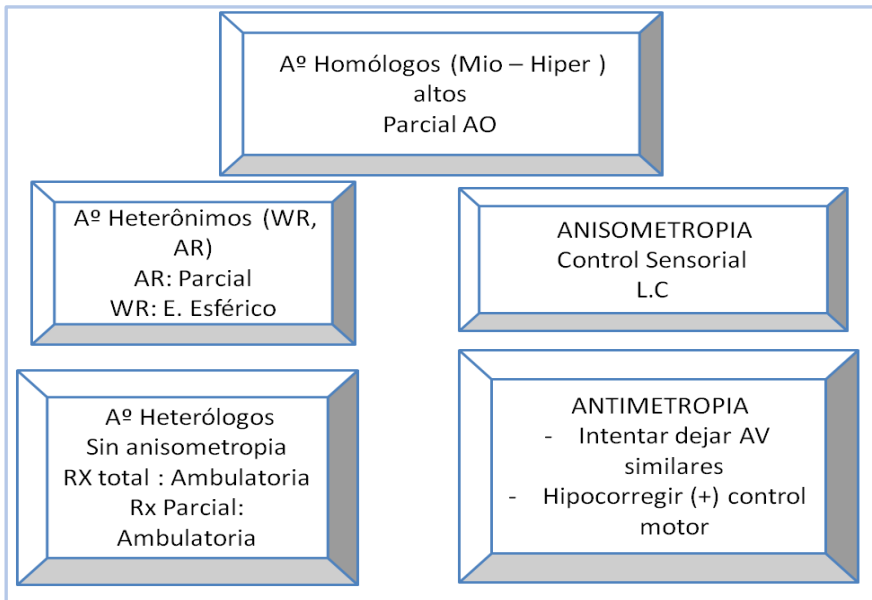 Aº Homólogos (Mio – Hiper )
altos
Parcial AO
Aº Heterônimos (WR,
AR)
AR: Parcial
WR: E. Esférico
ANISOMETROPIA
Control Sensorial
L.C
Aº Heterólogos
Sin anisometropia
RX total : Ambulatoria
Rx Parcial:
Ambulatoria
ANTIMETROPIA
- Intentar dejar AV
similares
- Hipocorregir (+) control
motor